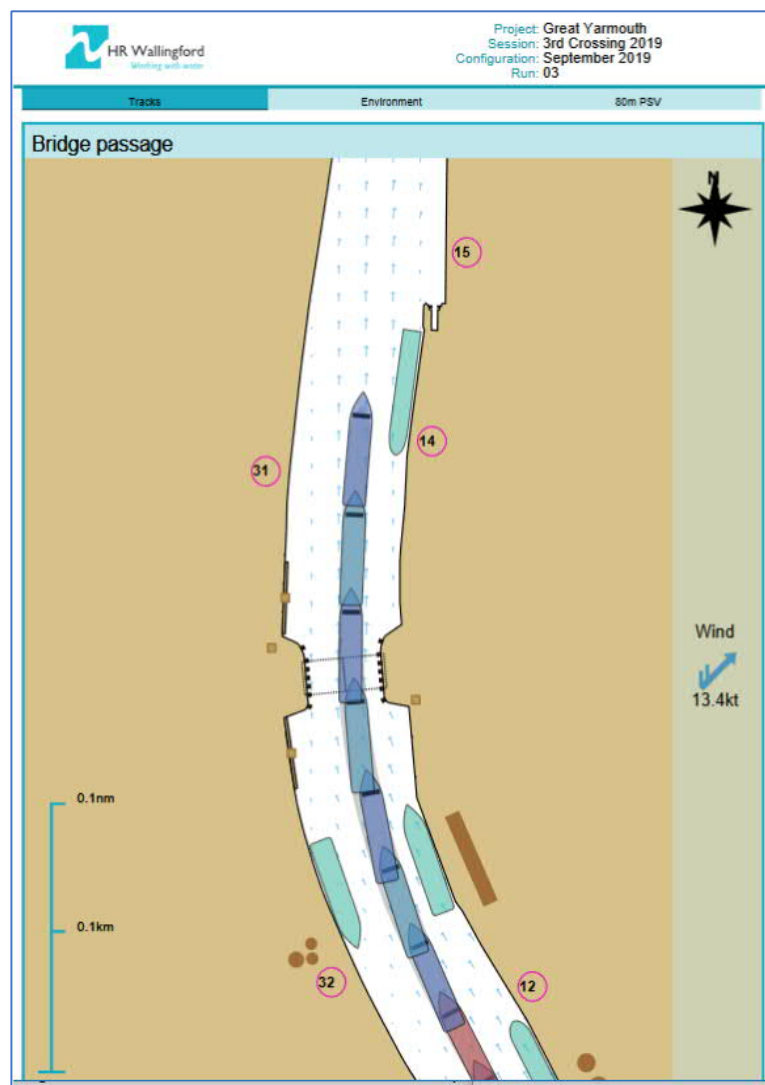 HR Wallingford
Working with water
Project: Great Yarmouth
Session: 3rd Crossing 2019
Configuration: September 2019
Run: 03
Tracks Environment 80m PSV
Bridge passage
N
15
14
31
Wind
13.4kt
0.1nm
0.1km
32
12